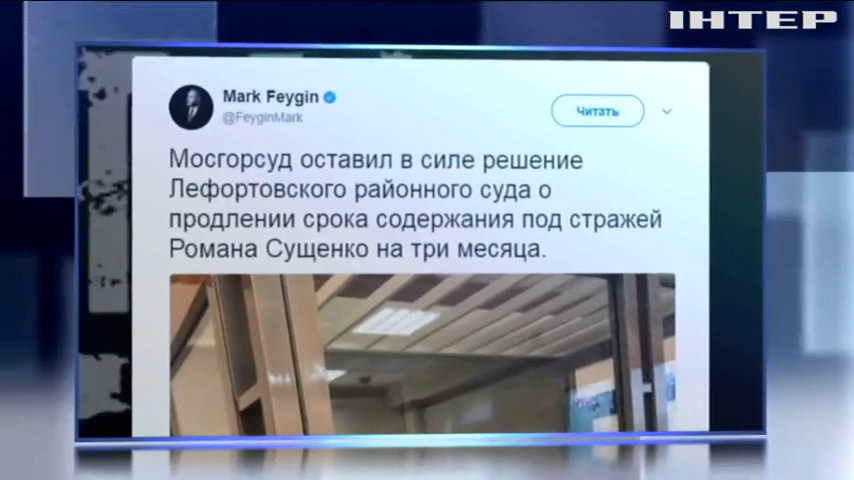 ІНТЕР
Mark Feygin
@FeyginMark
Читать
Мосгорсуд оставил в силе решение
Лефортовского районного суда о
продлении срока содержания под стражей
Романа Сущенко на три месяца.